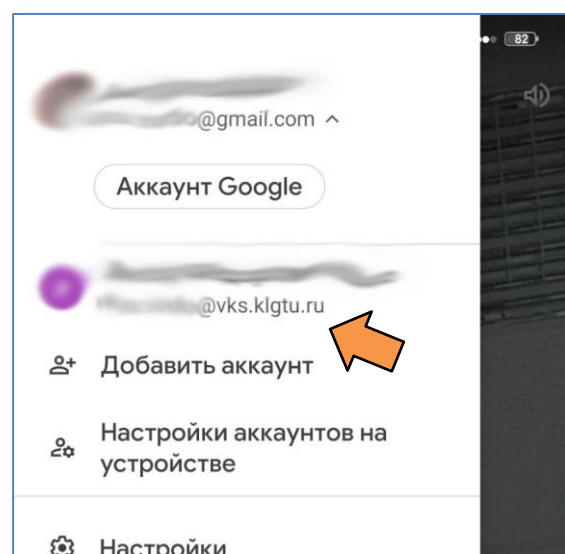 82
@gmail.com
Аккаунт Google
@vks.klgtu.ru
Добавить аккаунт
Настройки аккаунтов на
устройстве
Настройки